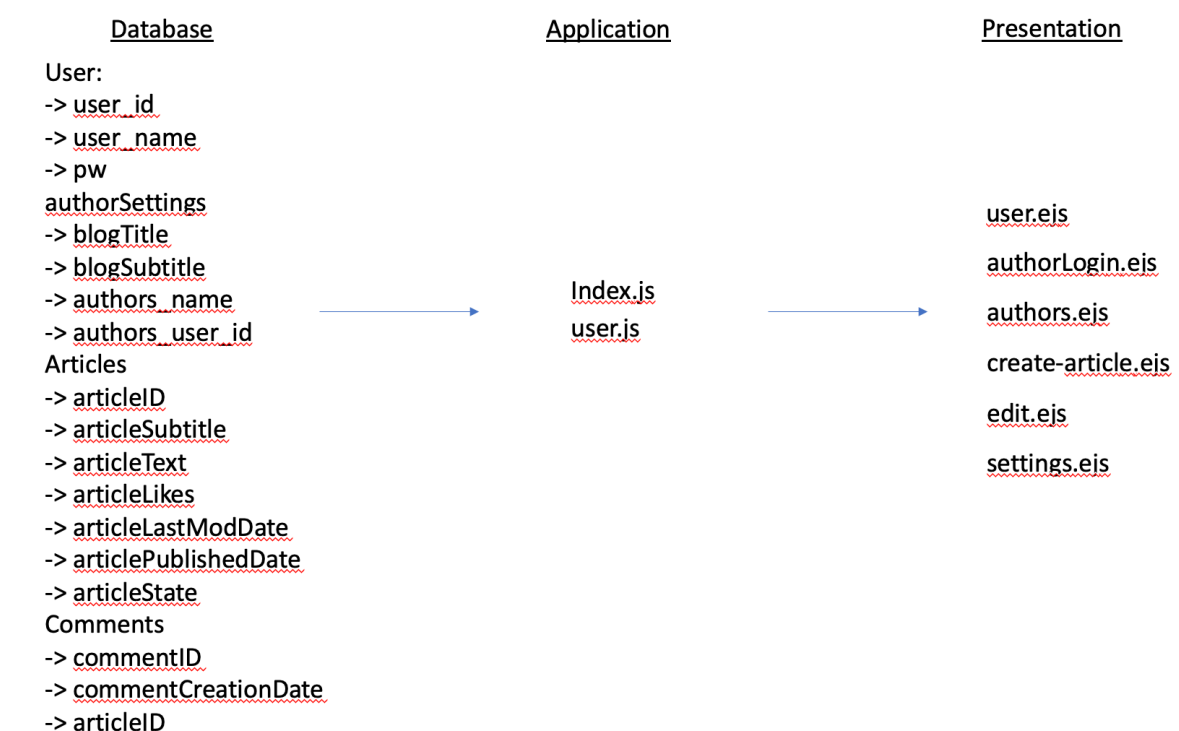 Database
User:
-> user_id
-> user_name
-> pw
authorSettings
-> blogTitle
-> blogSubtitle
-> authors_name
-> authors_user_id
Articles
-> articleID
-> articleSubtitle
-> articleText
-> articleLikes
-> articleLastModDate
-> articlePublishedDate
-> articleState
Comments
-> commentID
-> commentCreationDate
-> articleID
Application
Index.js
user.js
Presentation
user.ejs
authorLogin.ejs
authors.ejs
create-article.ejs
edit.ejs
settings.ejs